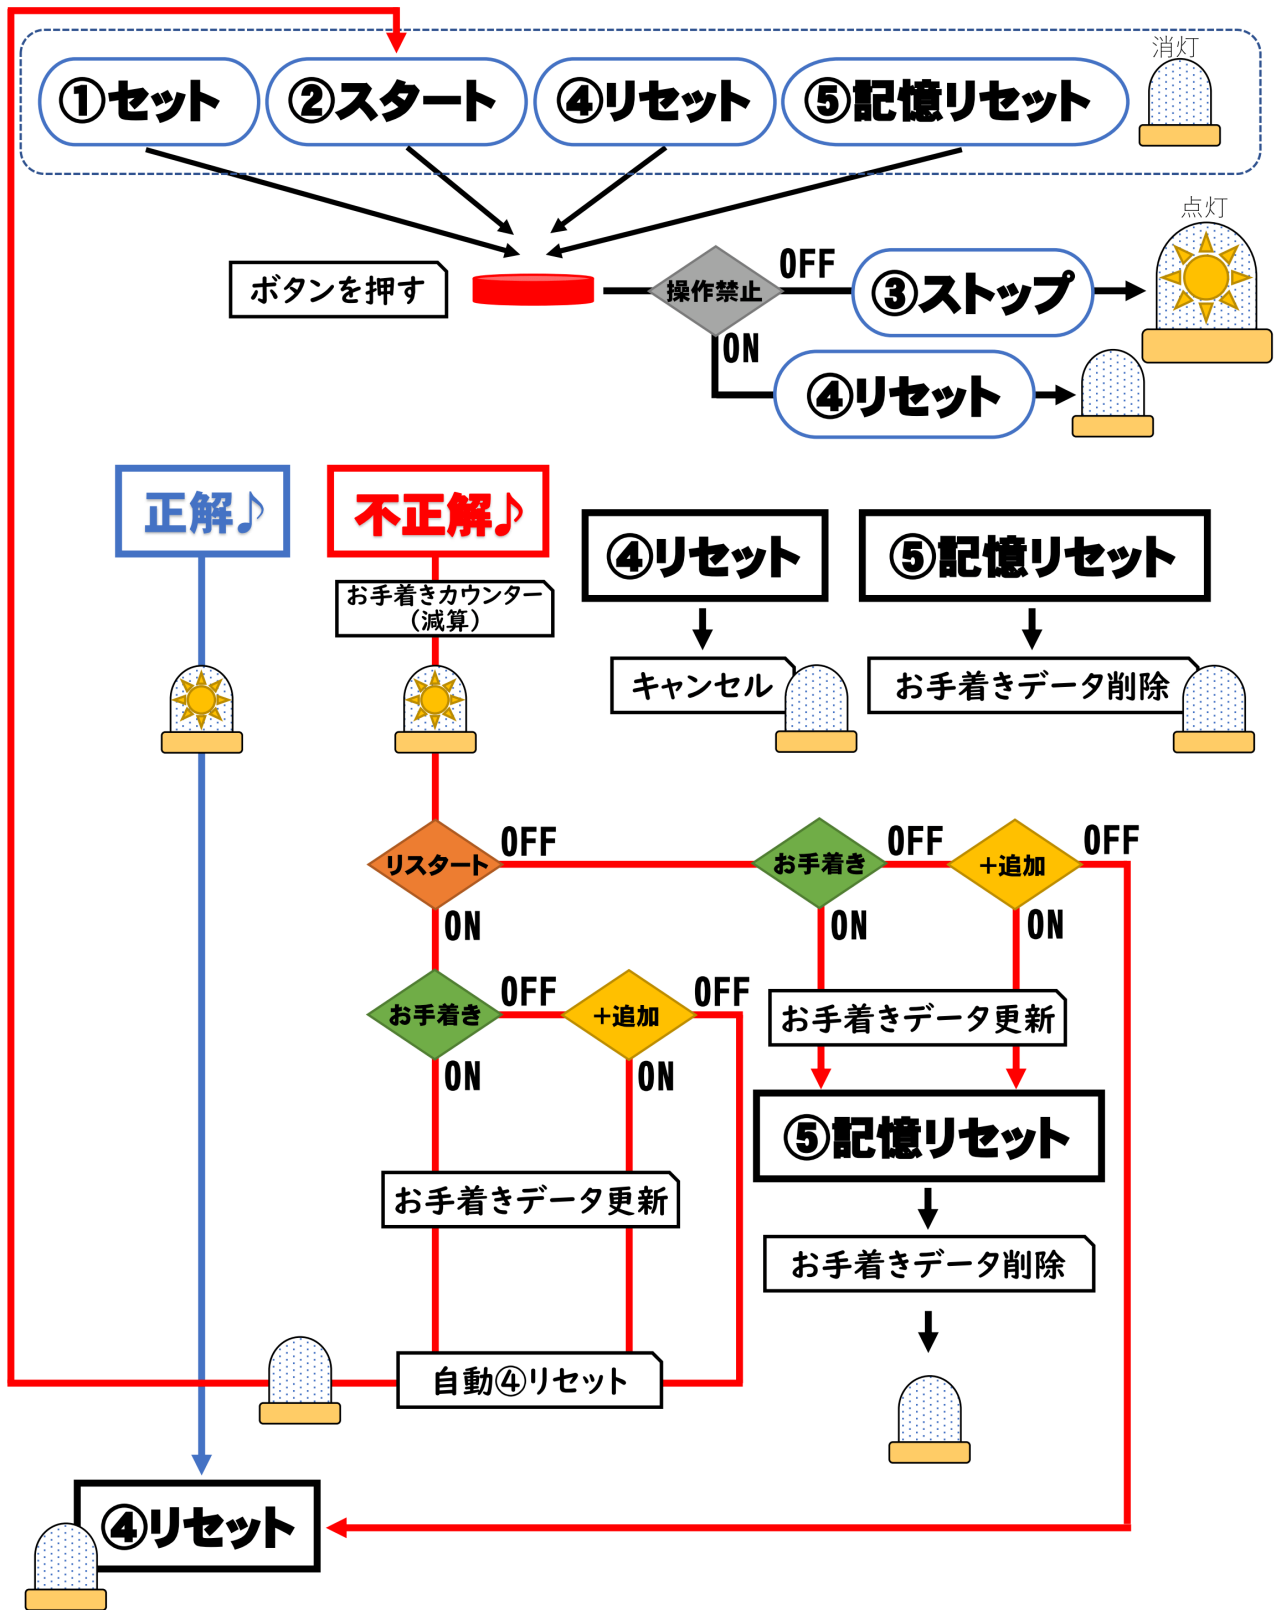 消灯
①セット
②スタート
④リセット
⑤記憶リセット
点灯
ボタンを押す
操作禁止
OFF
③ストップ
ON
④リセット
正解♪
不正解♪
④リセット
⑤記憶リセット
お手着きカウンター
(減算)
キャンセル
お手着きデータ削除
リスタート
OFF
お手着き
OFF
+追加
OFF
ON
ON
ON
お手着き
OFF
+追加
OFF
お手着きデータ更新
ON
ON
⑤記憶リセット
お手着きデータ更新
お手着きデータ削除
自動④リセット
④リセット